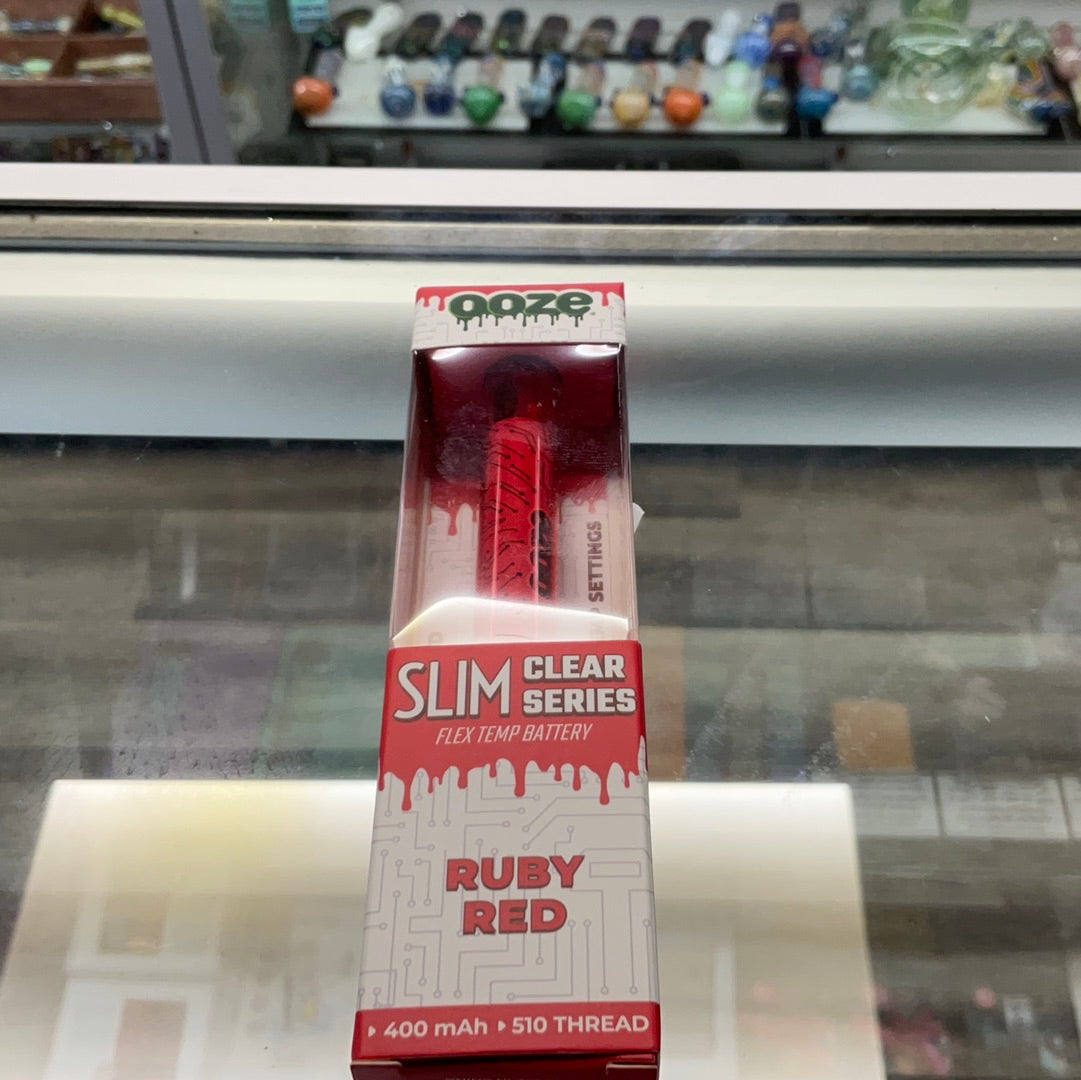 ooze
SETTINGS
SLIM CLEAR SERIES
FLEX TEMP BATTERY
RUBY
RED
400 mAh 510 THREAD